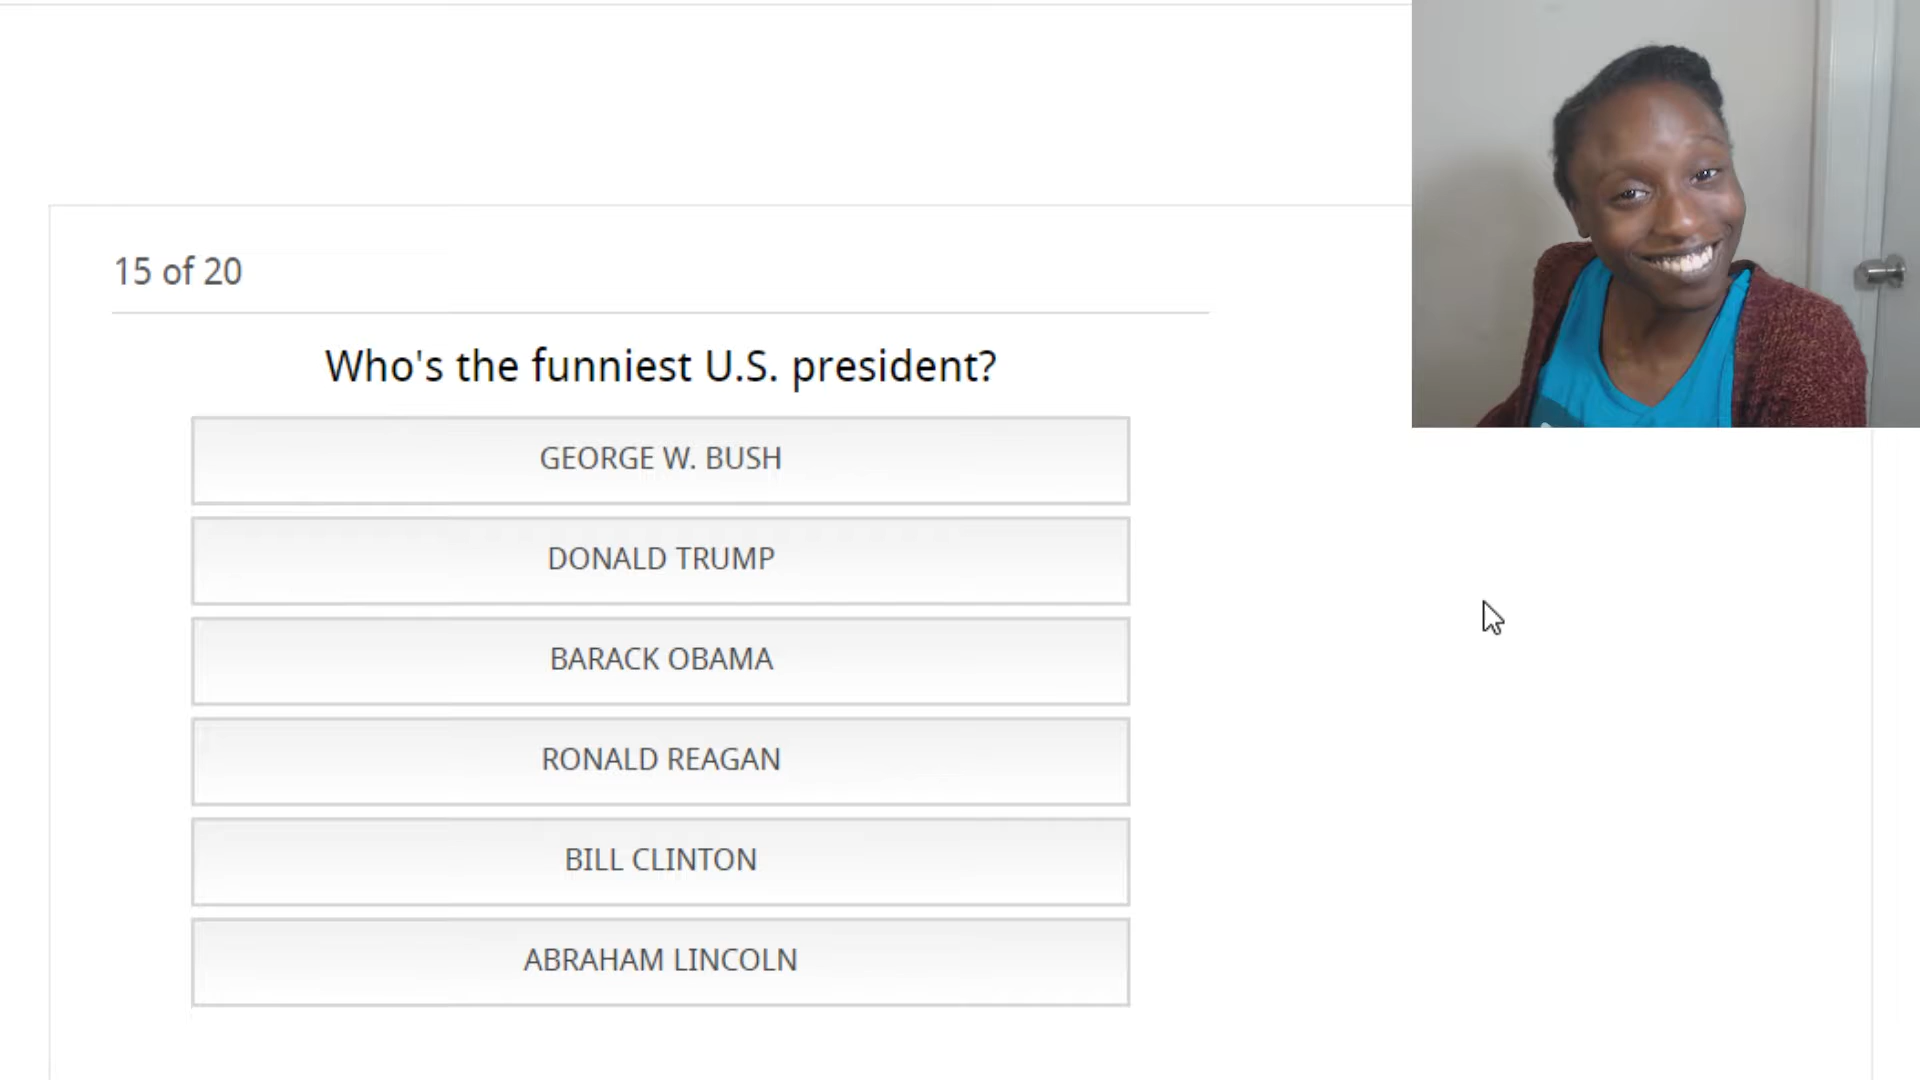 15 of 20
Who's the funniest U.S. president?
GEORGE W. BUSH
DONALD TRUMP
BARACK OBAMA
RONALD REAGAN
BILL CLINTON
ABRAHAM LINCOLN